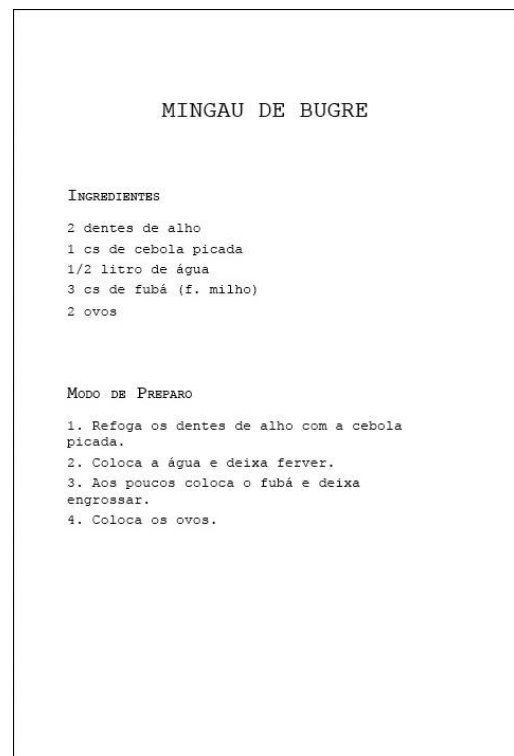 MINGAU DE BUGRE
Ingredientes
2 dentes de alho
1 cs de cebola picada
1/2 litro de água
3 cs de fubá (f. milho)
2 ovos
Modo de Preparo
1. Refoga os dentes de alho com a cebola
picada.
2. Coloca a água e deixa ferver.
3. Aos poucos coloca o fubá e deixa
engrossar.
4. Coloca os ovos.